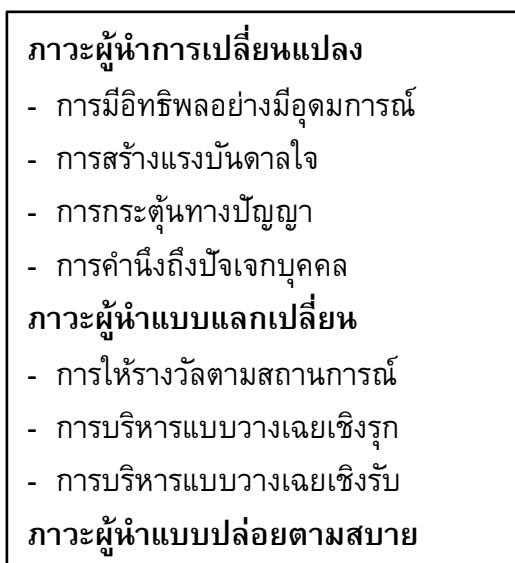 ภาวะผู้นำการเปลี่ยนแปลง
- การมีอิทธิพลอย่างมีอุดมการณ์
- การสร้างแรงบันดาลใจ
- การกระตุ้นทางปัญญา
- การคำนึงถึงปัจเจกบุคคล
ภาวะผู้นำแบบแลกเปลี่ยน
- การให้รางวัลตามสถานการณ์
- การบริหารแบบวางเฉยเชิงรุก
- การบริหารแบบวางเฉยเชิงรับ
ภาวะผู้นำแบบปล่อยตามสบาย